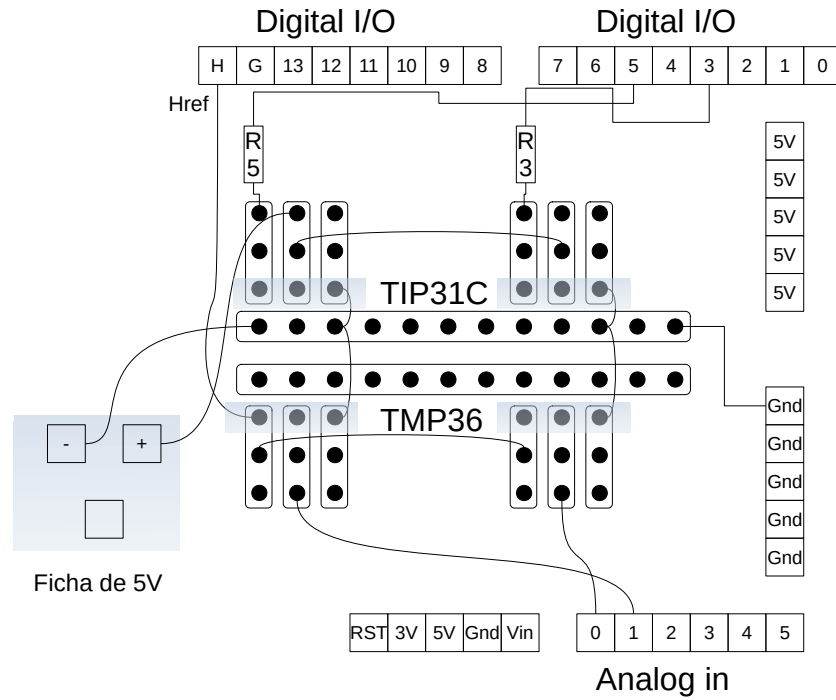 Digital I/O Digital I/O
H G 13 12 11 10 9 8 7 6 5 4 3 2 1 0
Href
R
5
R
3
5V
5V
5V
5V
5V
TIP31C
TMP36
- +
Ficha de 5V
Gnd
Gnd
Gnd
Gnd
Gnd
RST 3V 5V Gnd Vin 0 1 2 3 4 5
Analog in